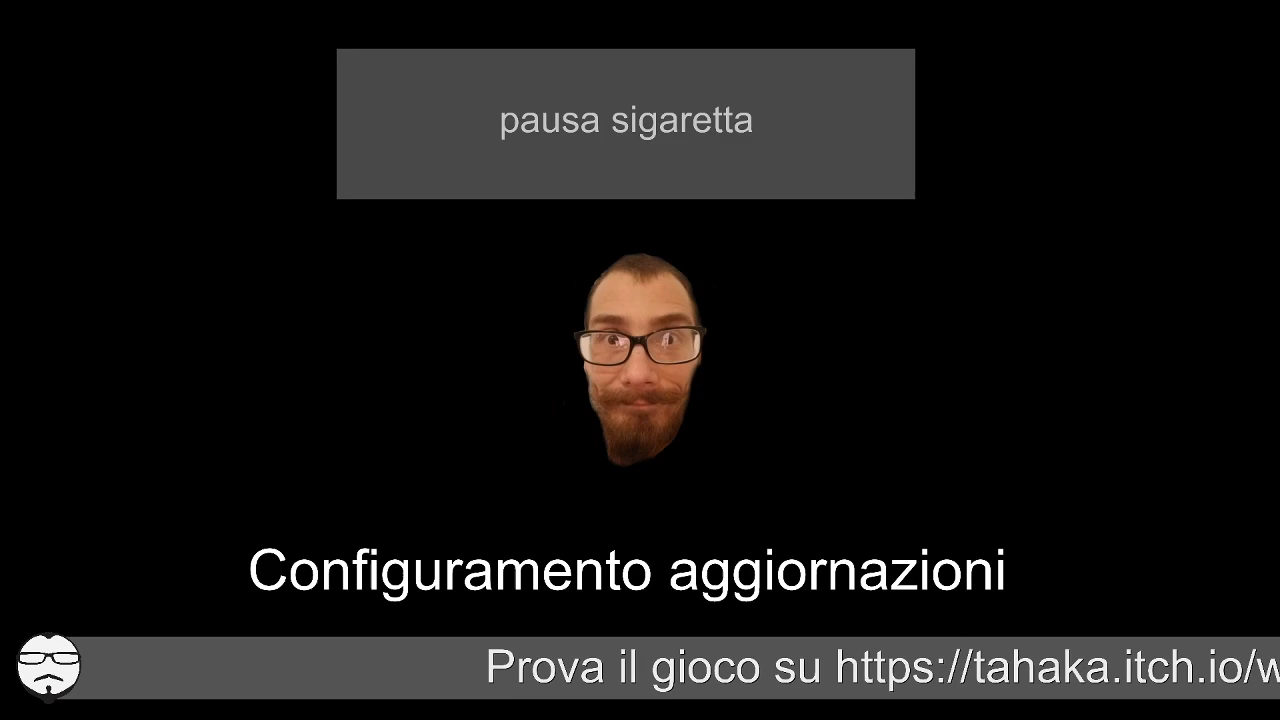 pausa sigaretta
Configuramento aggiornazioni
Prova il gioco su https://tahaka.itch.io/w